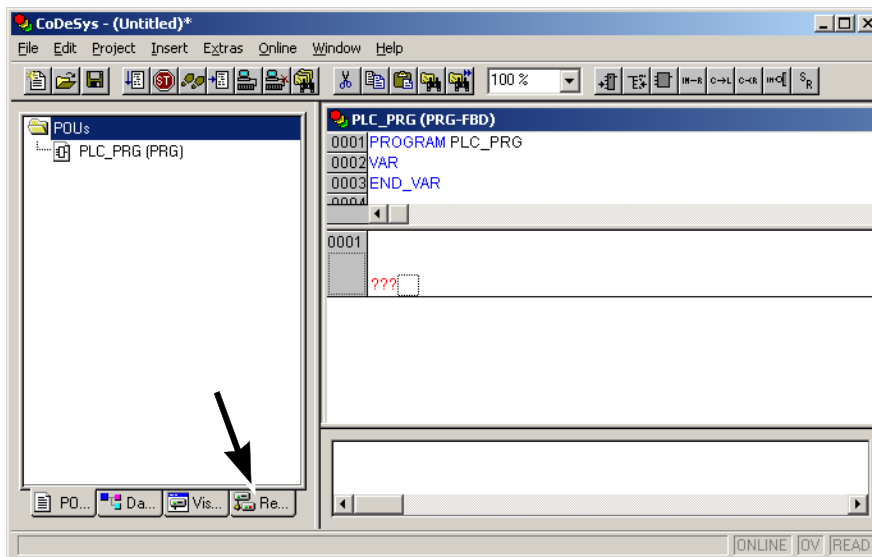 CoDeSys - (Untitled)*
File Edit Project Insert Extras Online Window Help
100 %
POUs
PLC_PRG (PRG)
PLC_PRG (PRG-FBD)
0001 PROGRAM PLC_PRG
0002 VAR
0003 END_VAR
0004
0001
???
PO... Da... Vis... Re...
ONLINE OV READ